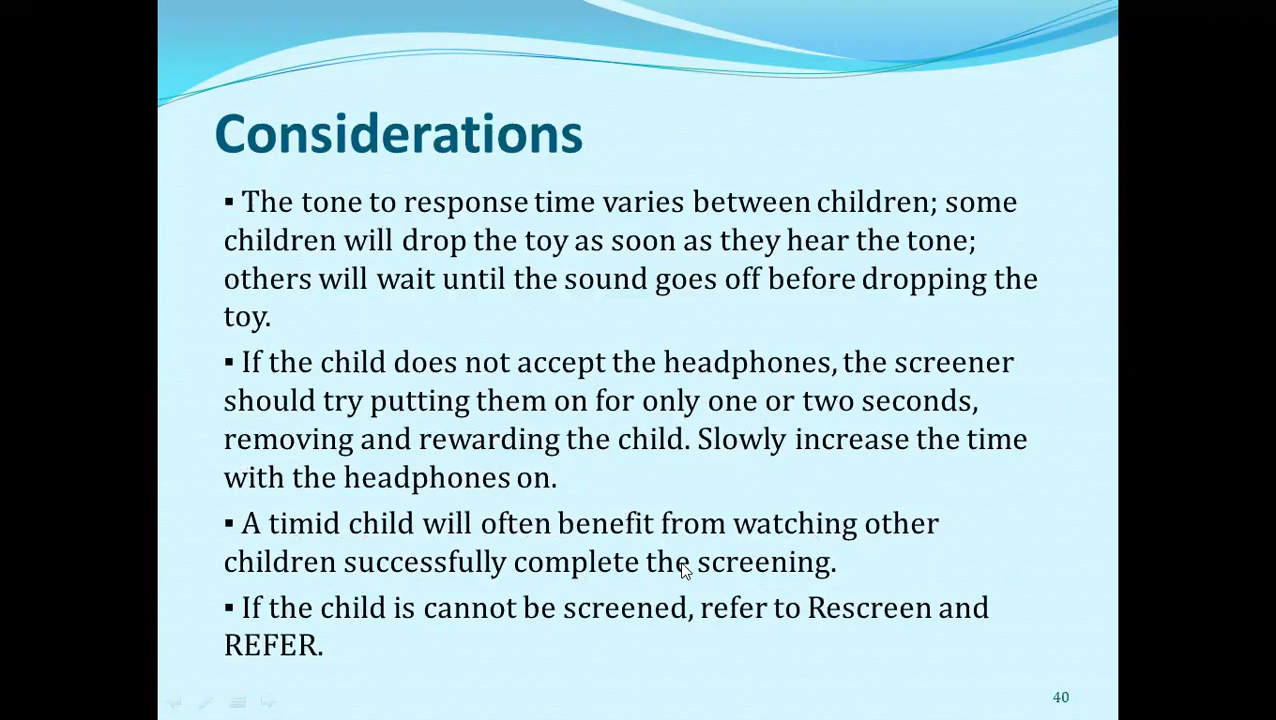 Considerations
▪ The tone to response time varies between children; some
children will drop the toy as soon as they hear the tone;
others will wait until the sound goes off before dropping the
toy.
▪ If the child does not accept the headphones, the screener
should try putting them on for only one or two seconds,
removing and rewarding the child. Slowly increase the time
with the headphones on.
▪ A timid child will often benefit from watching other
children successfully complete the screening.
▪ If the child is cannot be screened, refer to Rescreen and
REFER.
40